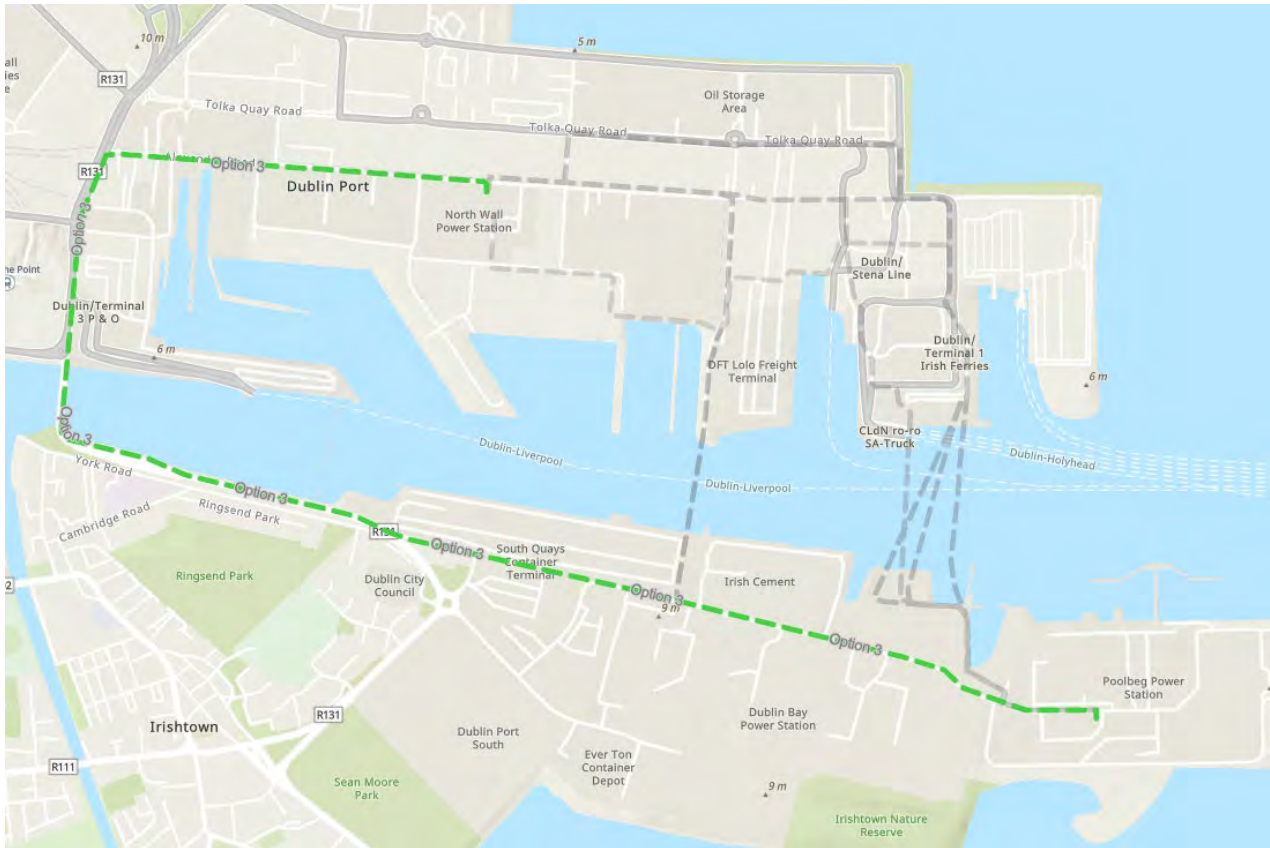 10 m
5 m
R131
all
ies
e
Oil Storage
Area
Tolka Quay Road
Tolka Quay Road
Tolka Quay Road
Option 3
R131
Dublin Port
Option 3
North Wall
Power Station
ne Point
Dublin/
Stena Line
Dublin/Terminal
3 P & O
6 m
Dublin/
Terminal 1
Irish Ferries
DFT Lolo Freight
Terminal
6 m
Option 3
CLdN ro-ro
SA-Truck
Dublin-Liverpool
Dublin-Holyhead
York Road
Dublin-Liverpool
Option 3
Ringsend Park
Cambridge Road
R131
Option 3
South Quays
Container
Terminal
Ringsend Park
Dublin City
Council
Irish Cement
Option 3
9 m
2
Option 3
Poolbeg Power
Station
Irishtown
R131
Dublin Port
South
Dublin Bay
Power Station
R111
Ever Ton
Container
Depot
Sean Moore
Park
9 m
Irishtown Nature
Reserve